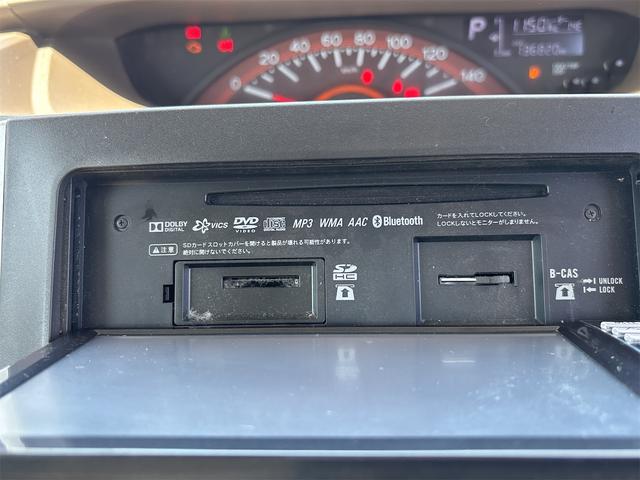 0 20 40 60 80 100 120 140
P
DOLBY DIGITAL VICS DVD VIDEO disc MP3 WMA AAC Bluetooth
カードを入れてLOCKしてください。
LOCKしないとモニターがしまりません。
注意
SDカードスロットカバーを開けると製品が壊れる可能性があります。
絶対に開けないでください。
SD HC
B-CAS
UNLOCK
LOCK